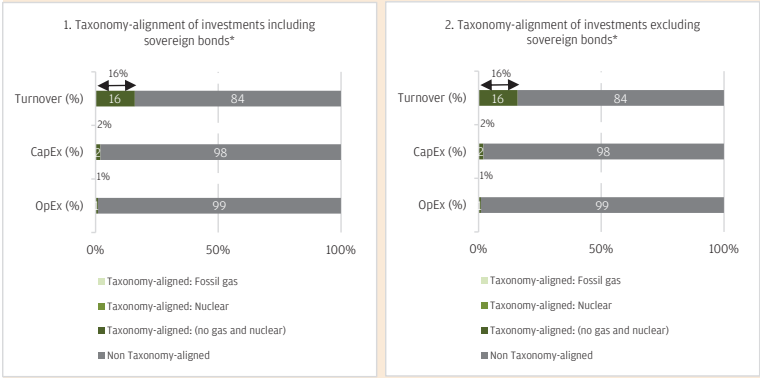 1. Taxonomy-alignment of investments including
sovereign bonds*
16%
Turnover (%)
16
84
2%
CapEx (%)
2
98
1%
OpEx (%)
1
99
0%
50%
100%
Taxonomy-aligned: Fossil gas
Taxonomy-aligned: Nuclear
Taxonomy-aligned: (no gas and nuclear)
Non Taxonomy-aligned
2. Taxonomy-alignment of investments excluding
sovereign bonds*
16%
Turnover (%)
16
84
2%
CapEx (%)
2
98
1%
OpEx (%)
1
99
0%
50%
100%
Taxonomy-aligned: Fossil gas
Taxonomy-aligned: Nuclear
Taxonomy-aligned: (no gas and nuclear)
Non Taxonomy-aligned